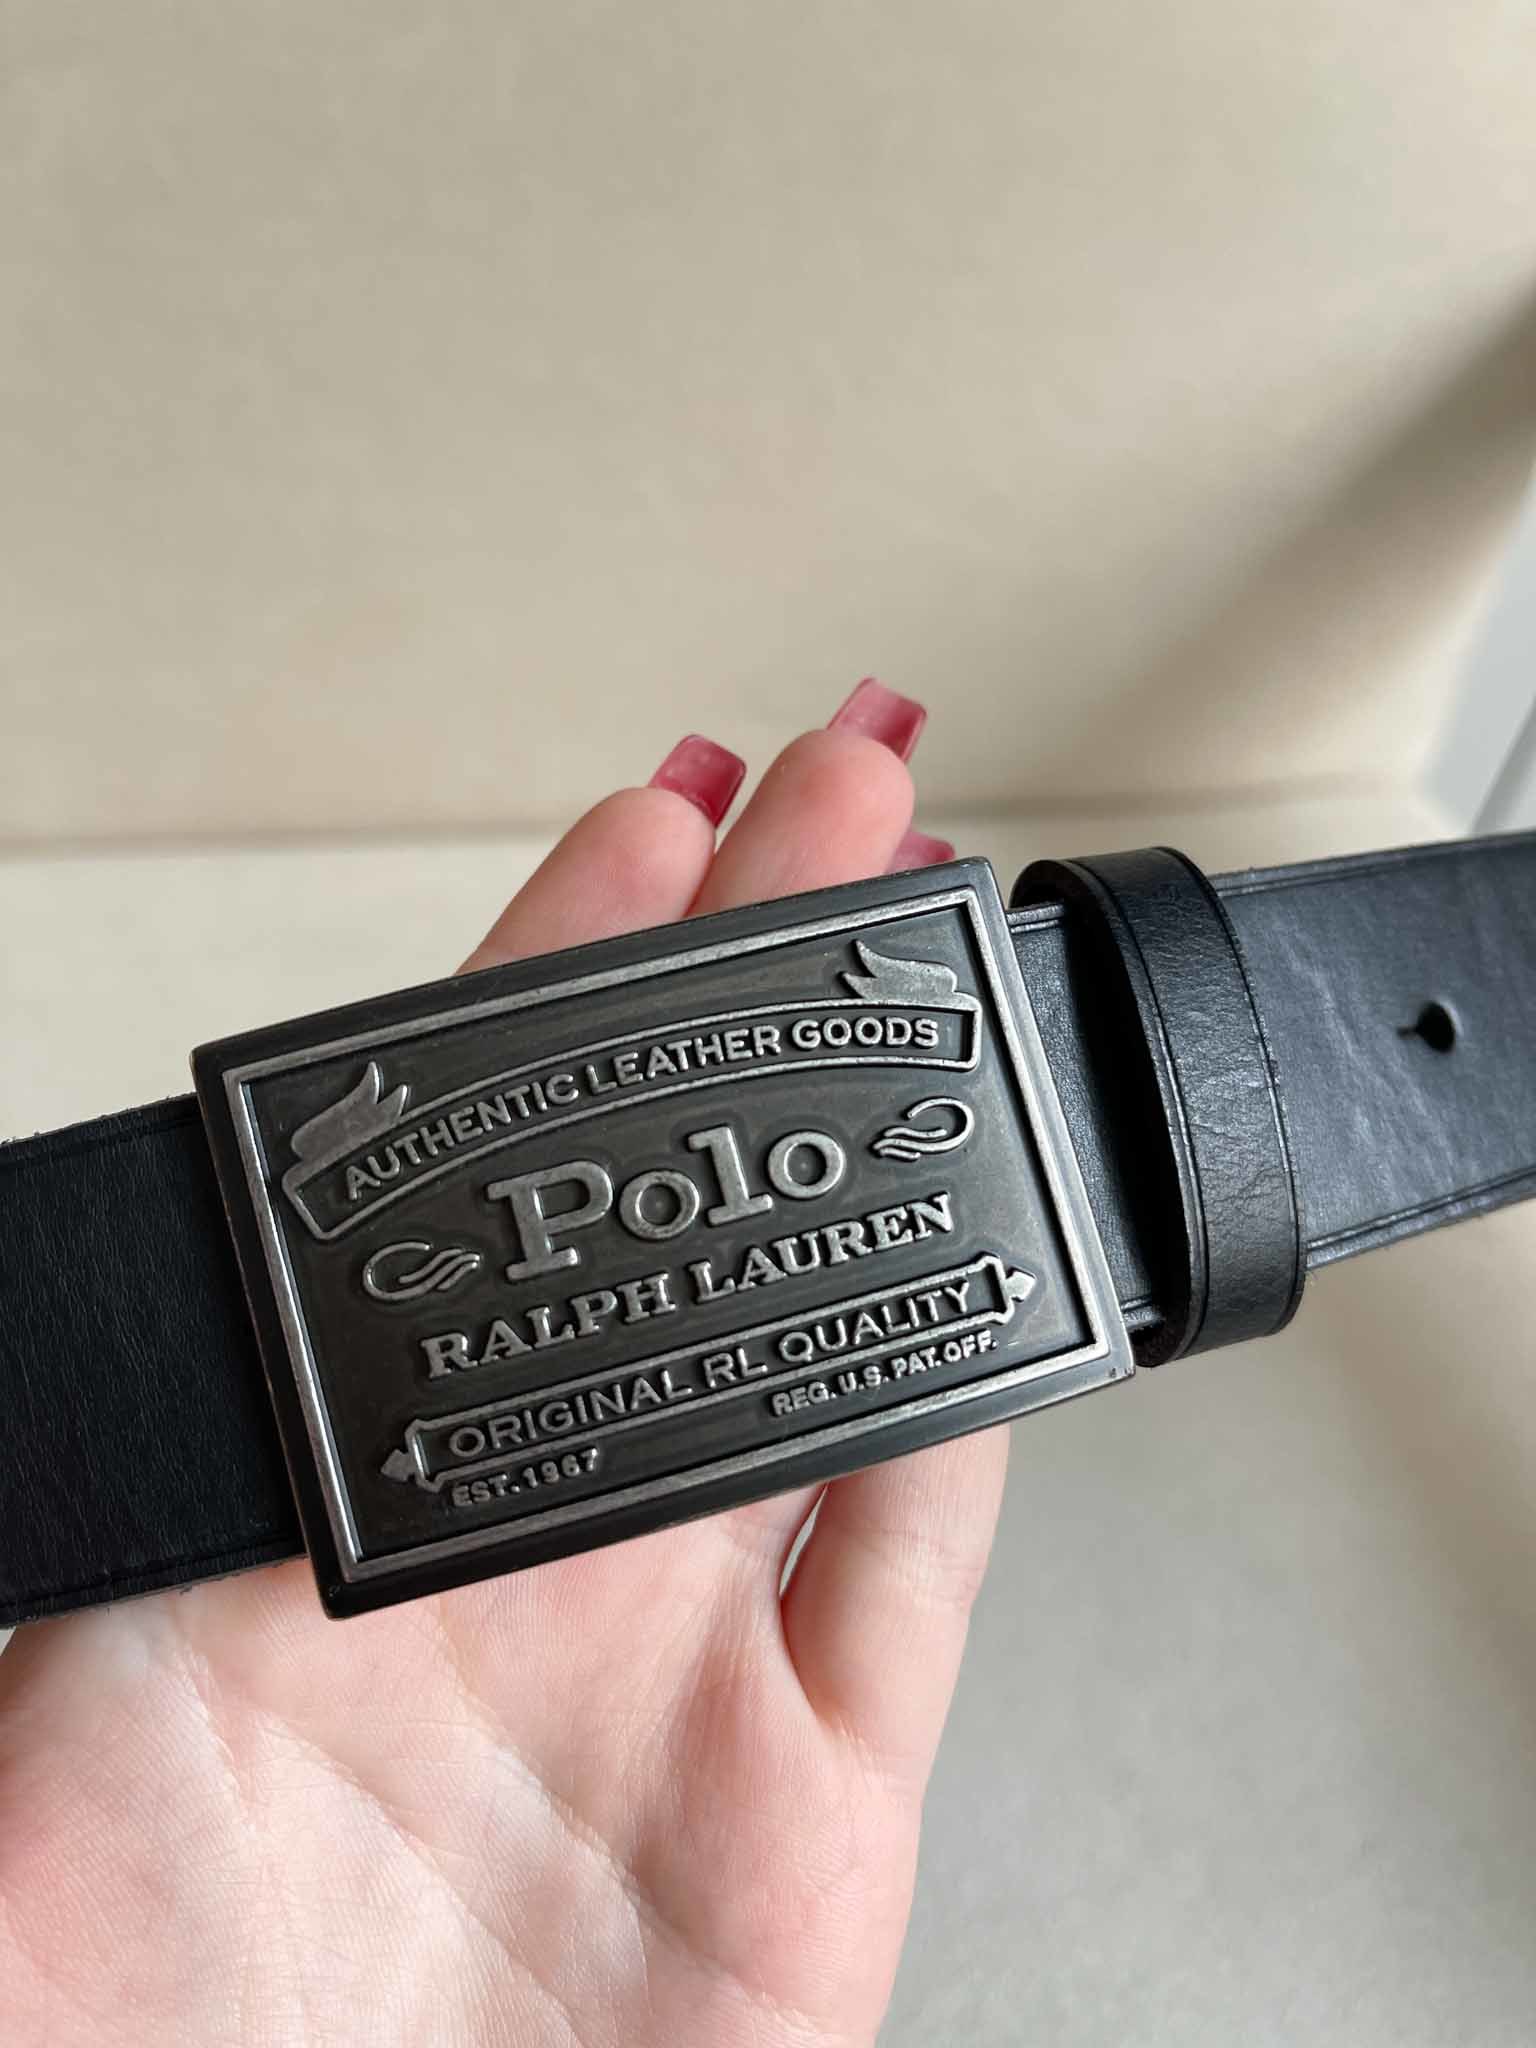 AUTHENTIC LEATHER GOODS
Polo
RALPH LAUREN
ORIGINAL RL QUALITY
EST. 1967
REG. U.S. PAT. OFF.